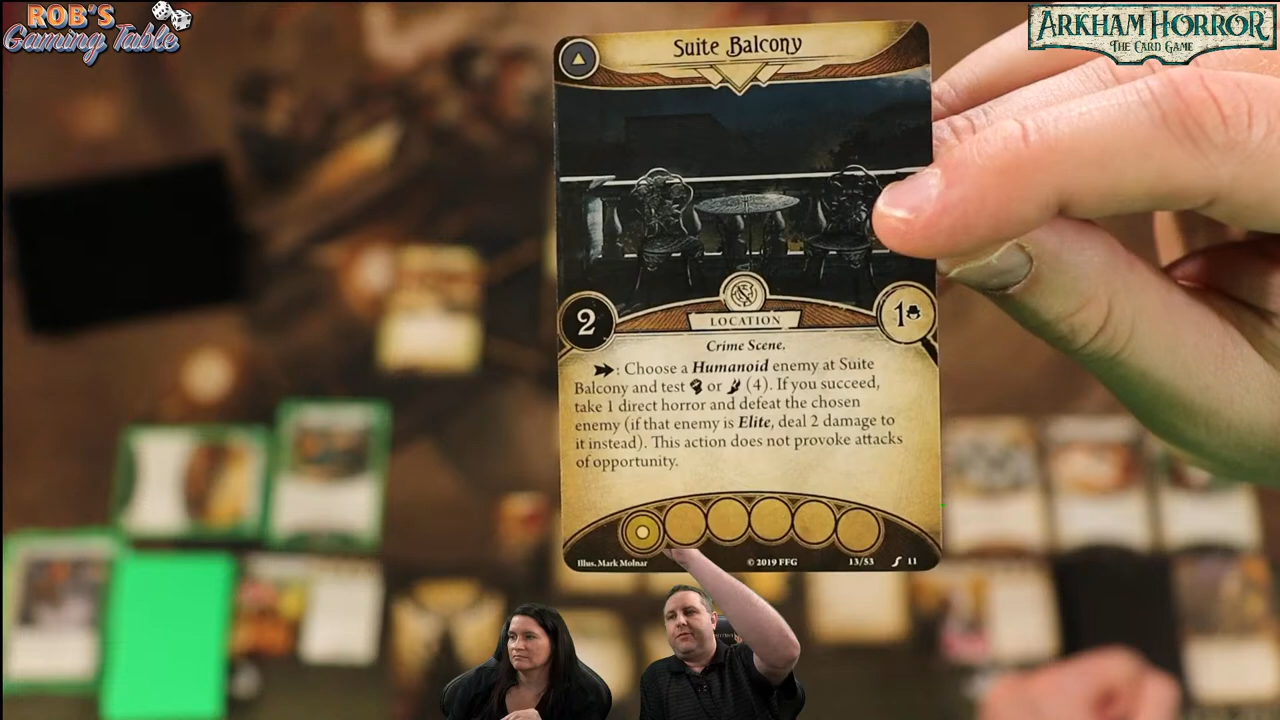 ROB'S
Gaming Table
ARKHAM HORROR
THE CARD GAME
Suite Balcony
2
LOCATION
1
Crime Scene.
: Choose a Humanoid enemy at Suite
Balcony and test or (4). If you succeed,
take 1 direct horror and defeat the chosen
enemy (if that enemy is Elite, deal 2 damage to
it instead). This action does not provoke attacks
of opportunity.
Illus. Mark Molnar
© 2019 FFG
13/53
11